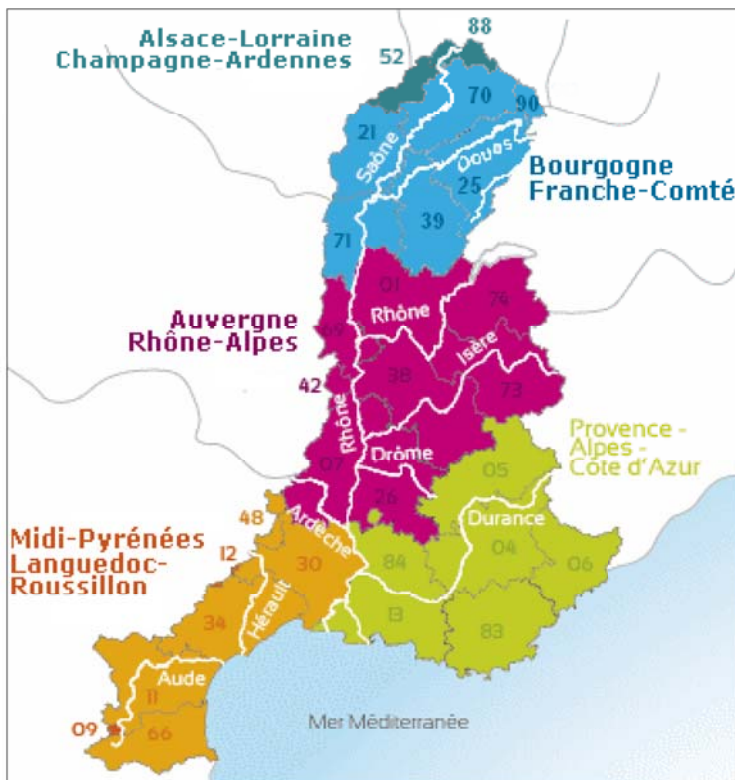 Alsace-Lorraine
Champagne-Ardennes
88
52
70
90
21
Saône
Doubs
25
Bourgogne
Franche-Comté
39
71
01
74
Auvergne
Rhône-Alpes
69
Rhône
Isère
42
38
73
Rhône
Provence -
Alpes -
Côte d'Azur
Drôme
07
05
26
48
Ardèche
Durance
Midi-Pyrénées
Languedoc-
Roussillon
12
30
84
04
06
34
Hérault
13
83
Aude
11
09
66
Mer Méditerranée